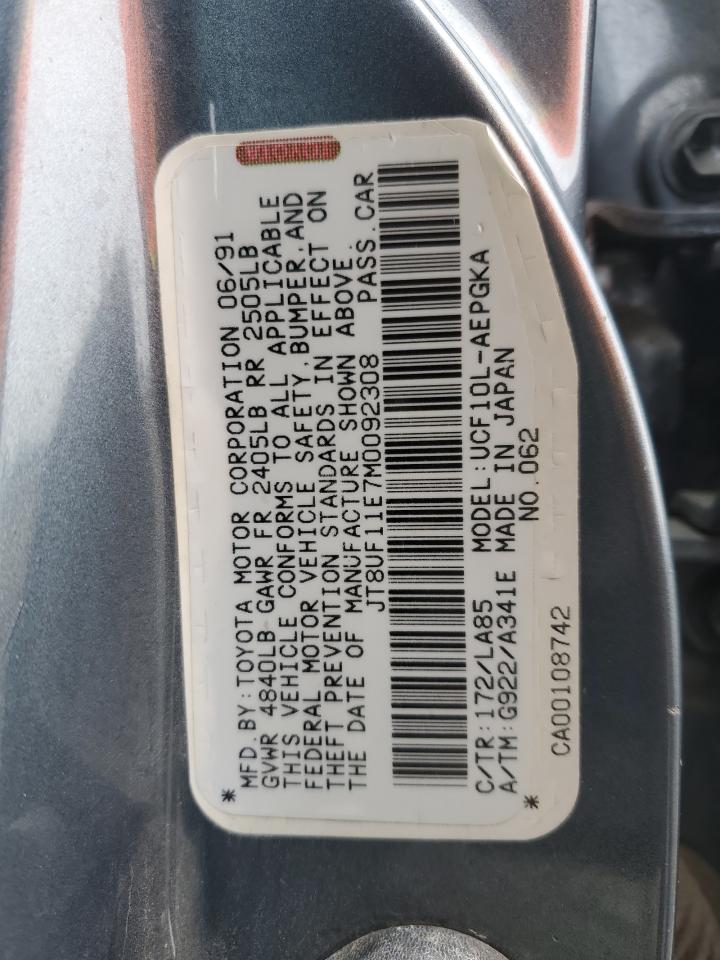 MFD. BY: TOYOTA MOTOR CORPORATION 06/91
GVWR 4840LB GAWR FR 2405LB RR 2505LB
THIS VEHICLE CONFORMS TO ALL APPLICABLE
FEDERAL MOTOR VEHICLE SAFETY, BUMPER, AND
THEFT PREVENTION STANDARDS IN EFFECT ON
THE DATE OF MANUFACTURE SHOWN ABOVE.
JT8UF11E7M0092308 PASS. CAR
C/TR: 172/LA85 MODEL: UCF10L-AEPGKA
A/TM: G922/A341E MADE IN JAPAN
* NO. 062
CA00108742